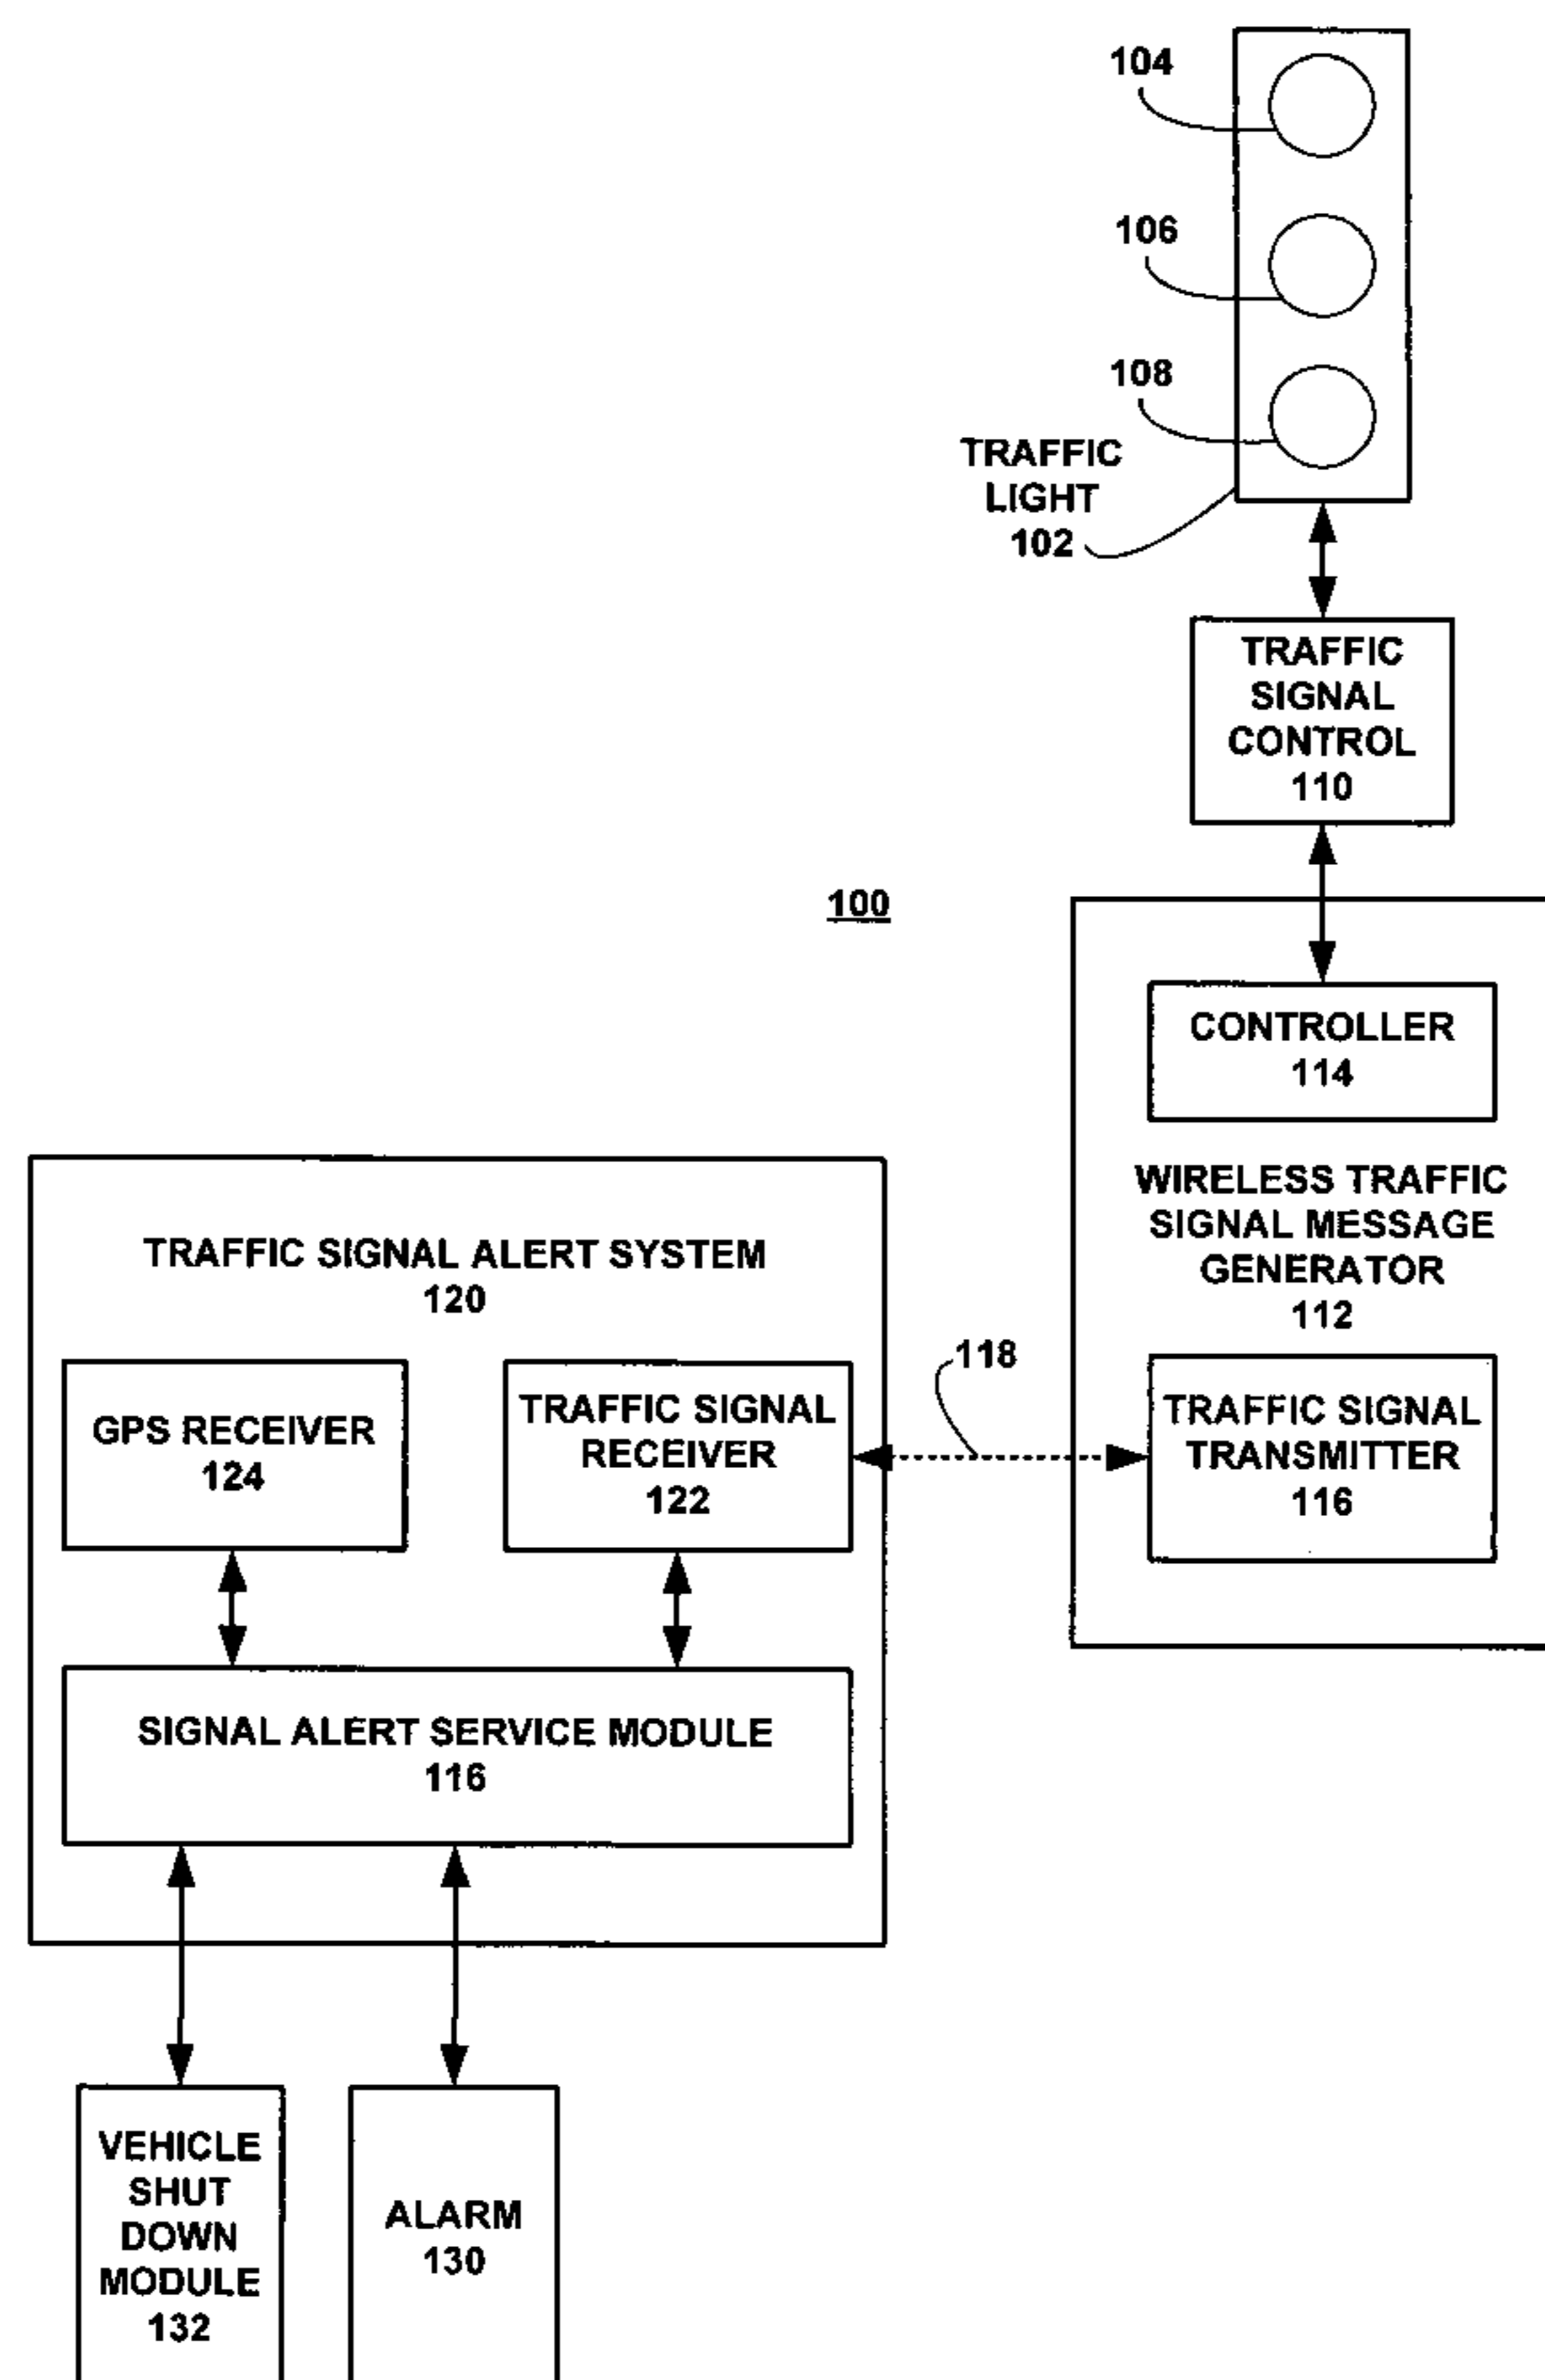 104
106
108
TRAFFIC
LIGHT
102
TRAFFIC
SIGNAL
CONTROL
110
100
CONTROLLER
114
WIRELESS TRAFFIC
SIGNAL MESSAGE
GENERATOR
112
TRAFFIC SIGNAL
TRANSMITTER
116
118
TRAFFIC SIGNAL ALERT SYSTEM
120
GPS RECEIVER
124
TRAFFIC SIGNAL
RECEIVER
122
SIGNAL ALERT SERVICE MODULE
116
VEHICLE
SHUT
DOWN
MODULE
132
ALARM
130